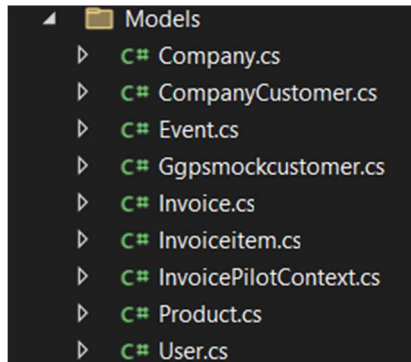 Models
C# Company.cs
C# CompanyCustomer.cs
C# Event.cs
C# Ggpsmockcustomer.cs
C# Invoice.cs
C# Invoiceitem.cs
C# InvoicePilotContext.cs
C# Product.cs
C# User.cs